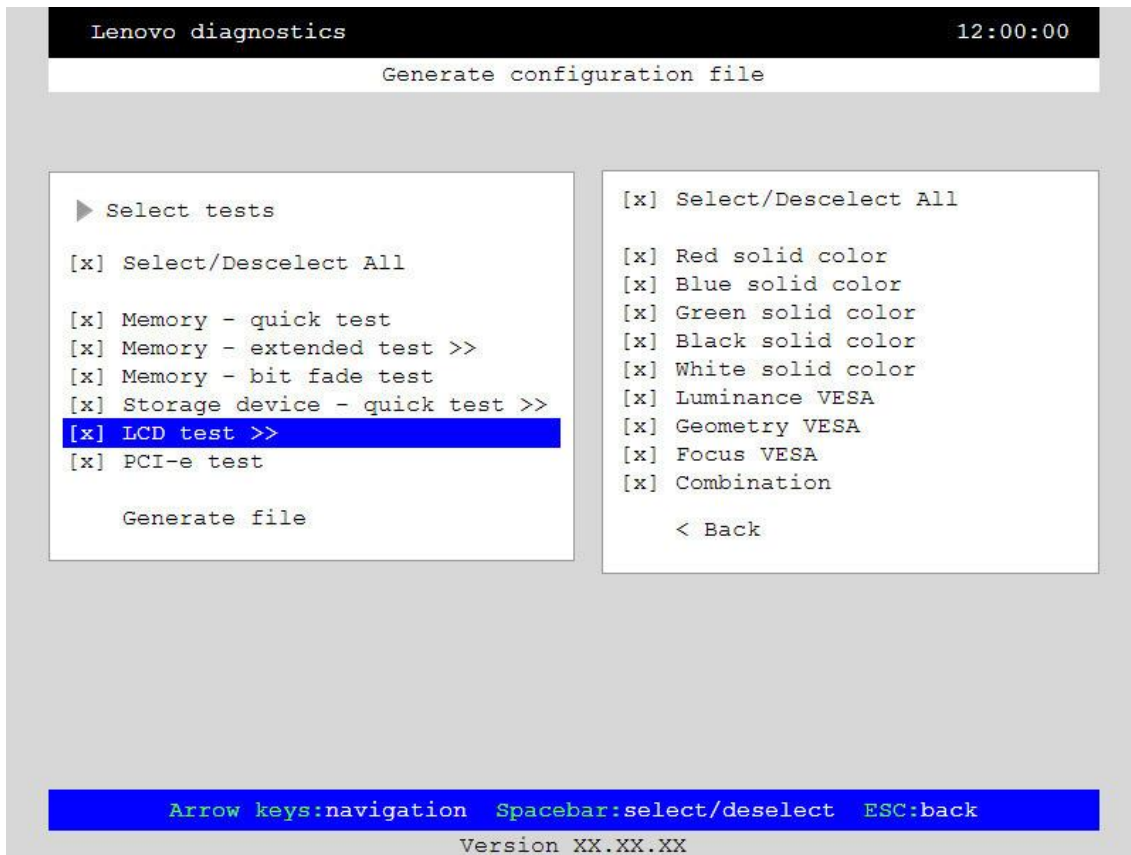 Lenovo diagnostics 12:00:00
Generate configuration file
Select tests
[x] Select/Descelect All
[x] Memory - quick test
[x] Memory - extended test >>
[x] Memory - bit fade test
[x] Storage device - quick test >>
[x] LCD test >>
[x] PCI-e test
Generate file
[x] Select/Descelect All
[x] Red solid color
[x] Blue solid color
[x] Green solid color
[x] Black solid color
[x] White solid color
[x] Luminance VESA
[x] Geometry VESA
[x] Focus VESA
[x] Combination
< Back
Arrow keys:navigation Spacebar:select/deselect ESC:back
Version XX.XX.XX